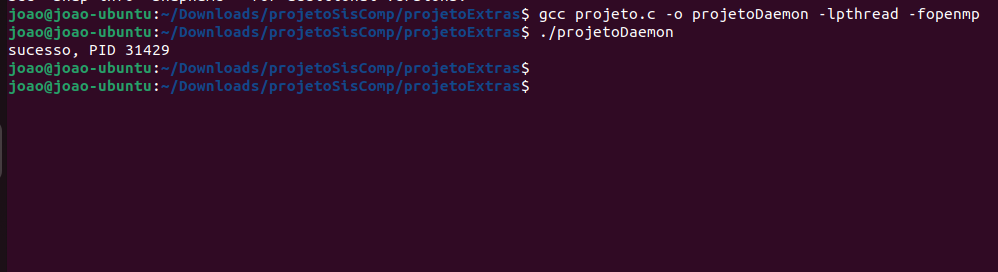 joao@joao-ubuntu:~/Downloads/projetoSisComp/projetoExtras$ gcc projeto.c -o projetoDaemon -lpthread -fopenmp
joao@joao-ubuntu:~/Downloads/projetoSisComp/projetoExtras$ ./projetoDaemon
sucesso, PID 31429
joao@joao-ubuntu:~/Downloads/projetoSisComp/projetoExtras$
joao@joao-ubuntu:~/Downloads/projetoSisComp/projetoExtras$